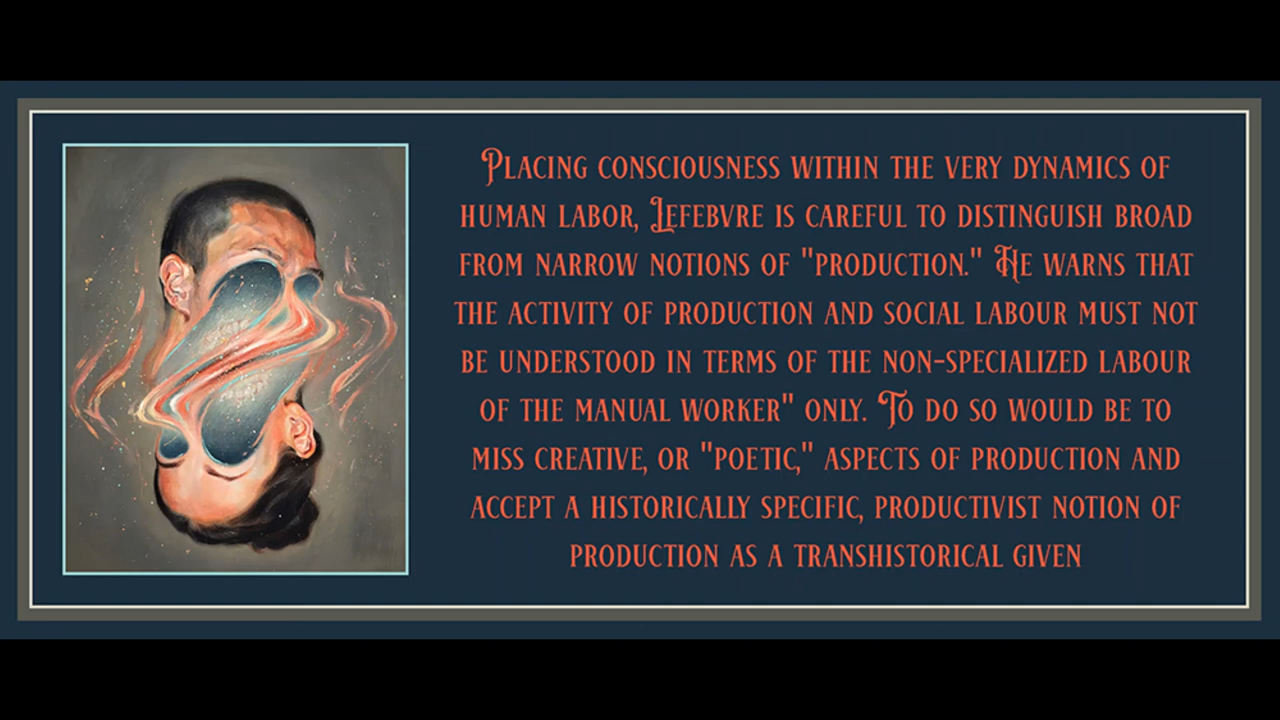 Placing consciousness within the very dynamics of
human labor, Lefebvre is careful to distinguish broad
from narrow notions of "production." He warns that
the activity of production and social labour must not
be understood in terms of the non-specialized labour
of the manual worker" only. To do so would be to
miss creative, or "poetic," aspects of production and
accept a historically specific, productivist notion of
production as a transhistorical given